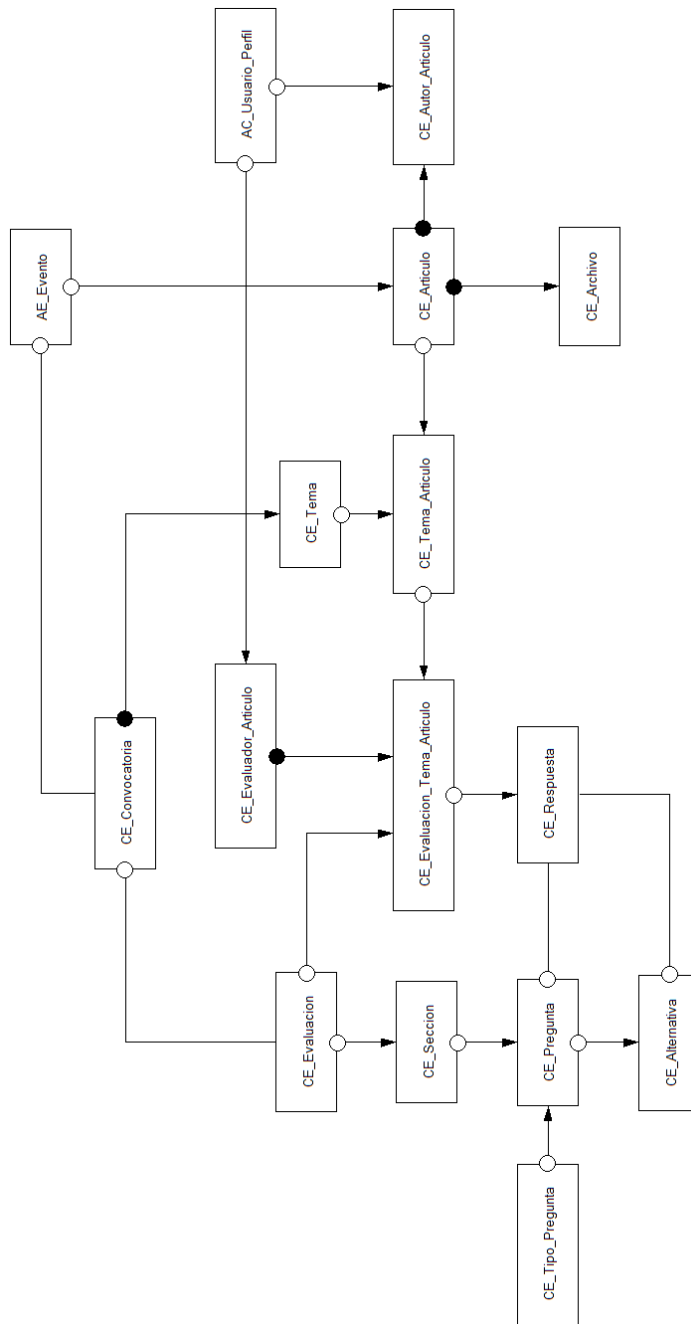 AE_Evento
CE_Convocatoria
CE_Evaluador_Articulo
AC_Usuario_Perfil
CE_Evaluacion
CE_Tema
CE_Seccion
CE_Evaluacion_Tema_Articulo
CE_Tema_Articulo
CE_Articulo
CE_Autor_Articulo
CE_Tipo_Pregunta
CE_Pregunta
CE_Respuesta
CE_Archivo
CE_Alternativa